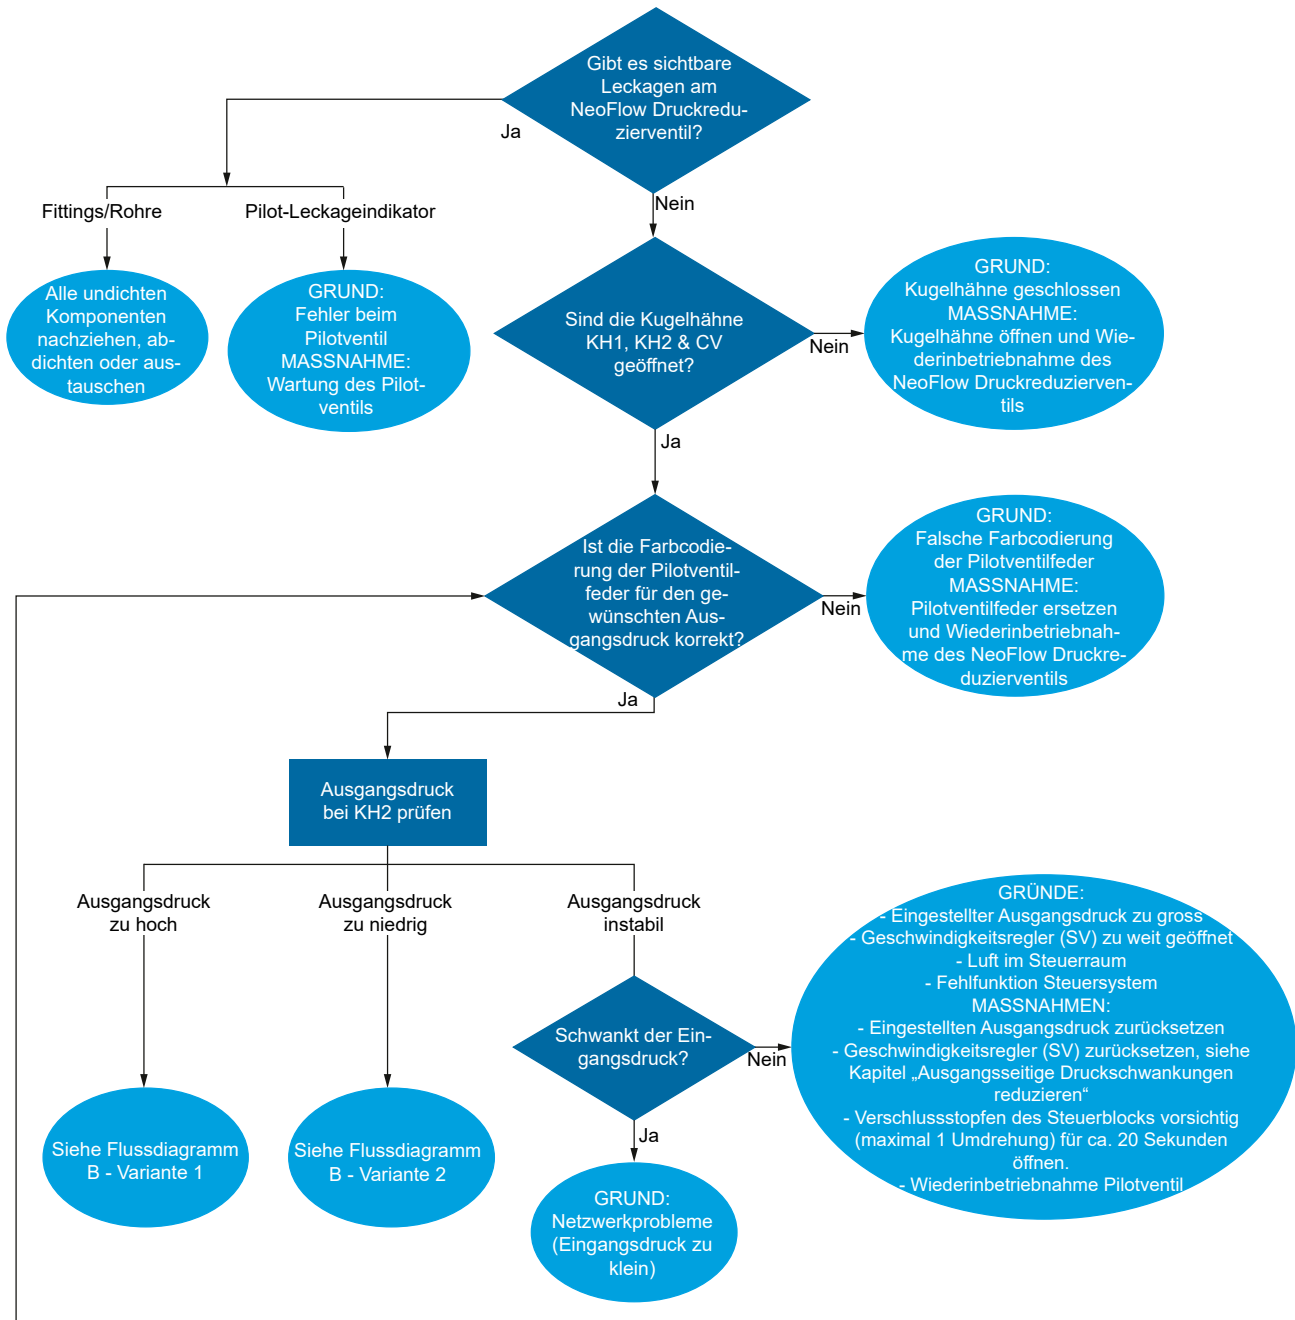 Gibt es sichtbare
Leckagen am
NeoFlow Druckredu-
zierventil?
Ja
Nein
Fittings/Rohre
Pilot-Leckageindikator
Alle undichten
Komponenten
nachziehen, ab-
dichten oder aus-
tauschen
GRUND:
Fehler beim
Pilotventil
MASSNAHME:
Wartung des Pilot-
ventils
Sind die Kugelhähne
KH1, KH2 & CV
geöffnet?
Nein
Ja
GRUND:
Kugelhähne geschlossen
MASSNAHME:
Kugelhähne öffnen und Wie-
derinbetriebnahme des
NeoFlow Druckreduzierven-
tils
Ist die Farbcodie-
rung der Pilotventil-
feder für den ge-
wünschten Aus-
gangsdruck korrekt?
Nein
Ja
GRUND:
Falsche Farbcodierung
der Pilotventilfeder
MASSNAHME:
Pilotventilfeder ersetzen
und Wiederinbetriebnah-
me des NeoFlow Druckre-
duzierventils
Ausgangsdruck
bei KH2 prüfen
Ausgangsdruck
zu hoch
Ausgangsdruck
zu niedrig
Ausgangsdruck
instabil
Siehe Flussdiagramm
B - Variante 1
Siehe Flussdiagramm
B - Variante 2
Schwankt der Ein-
gangsdruck?
Nein
Ja
GRUND:
Netzwerkprobleme
(Eingangsdruck zu
klein)
GRÜNDE:
- Eingestellter Ausgangsdruck zu gross
- Geschwindigkeitsregler (SV) zu weit geöffnet
- Luft im Steuerraum
- Fehlfunktion Steuersystem
MASSNAHMEN:
- Eingestellten Ausgangsdruck zurücksetzen
- Geschwindigkeitsregler (SV) zurücksetzen, siehe
Kapitel „Ausgangsseitige Druckschwankungen
reduzieren“
- Verschlussstopfen des Steuerblocks vorsichtig
(maximal 1 Umdrehung) für ca. 20 Sekunden
öffnen.
- Wiederinbetriebnahme Pilotventil